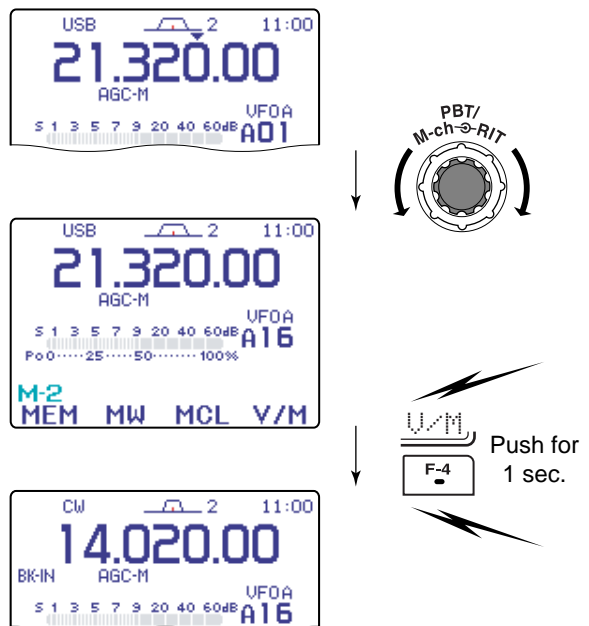 USB 2 11:00
21.320.00
AGC-M
VFOA
S 1 3 5 7 9 20 40 60dB A01
PBT/
M-ch RIT
USB 2 11:00
21.320.00
AGC-M
VFOA
S 1 3 5 7 9 20 40 60dB A16
Po0·····25·····50········100%
M-2
MEM MW MCL V/M
V/M
F-4
Push for
1 sec.
CW 2 11:00
14.020.00
BK-IN AGC-M
VFOA
S 1 3 5 7 9 20 40 60dB A16